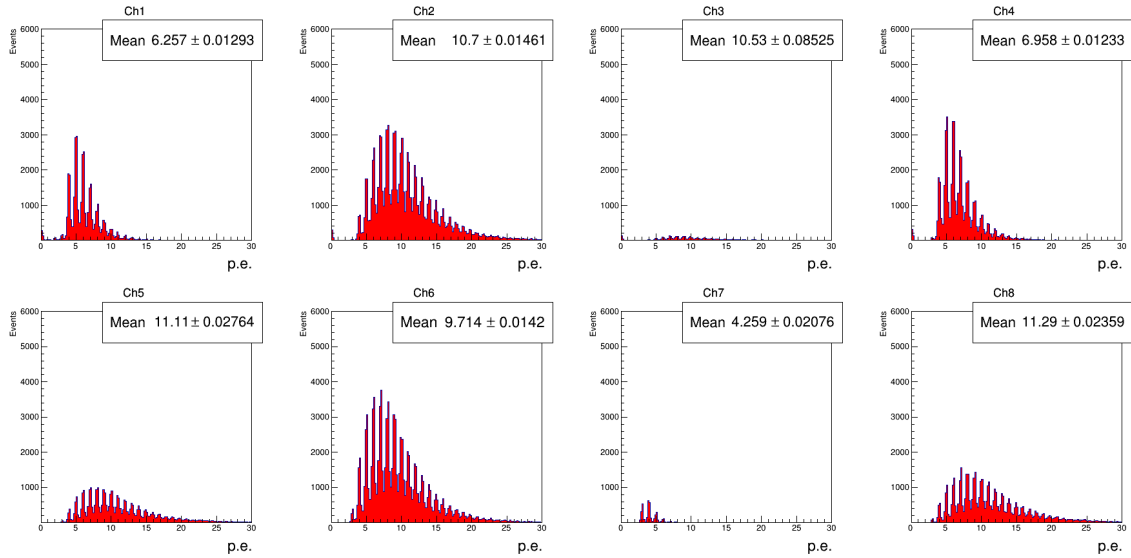 Ch1
Events
6000
5000
4000
3000
2000
1000
0 5 10 15 20 25 30
p.e.
Mean 6.257 ± 0.01293
Ch2
Events
6000
5000
4000
3000
2000
1000
0 5 10 15 20 25 30
p.e.
Mean 10.7 ± 0.01461
Ch3
Events
6000
5000
4000
3000
2000
1000
0 5 10 15 20 25 30
p.e.
Mean 10.53 ± 0.08525
Ch4
Events
6000
5000
4000
3000
2000
1000
0 5 10 15 20 25 30
p.e.
Mean 6.958 ± 0.01233
Ch5
Events
6000
5000
4000
3000
2000
1000
0 5 10 15 20 25 30
p.e.
Mean 11.11 ± 0.02764
Ch6
Events
6000
5000
4000
3000
2000
1000
0 5 10 15 20 25 30
p.e.
Mean 9.714 ± 0.0142
Ch7
Events
6000
5000
4000
3000
2000
1000
0 5 10 15 20 25 30
p.e.
Mean 4.259 ± 0.02076
Ch8
Events
6000
5000
4000
3000
2000
1000
0 5 10 15 20 25 30
p.e.
Mean 11.29 ± 0.02359